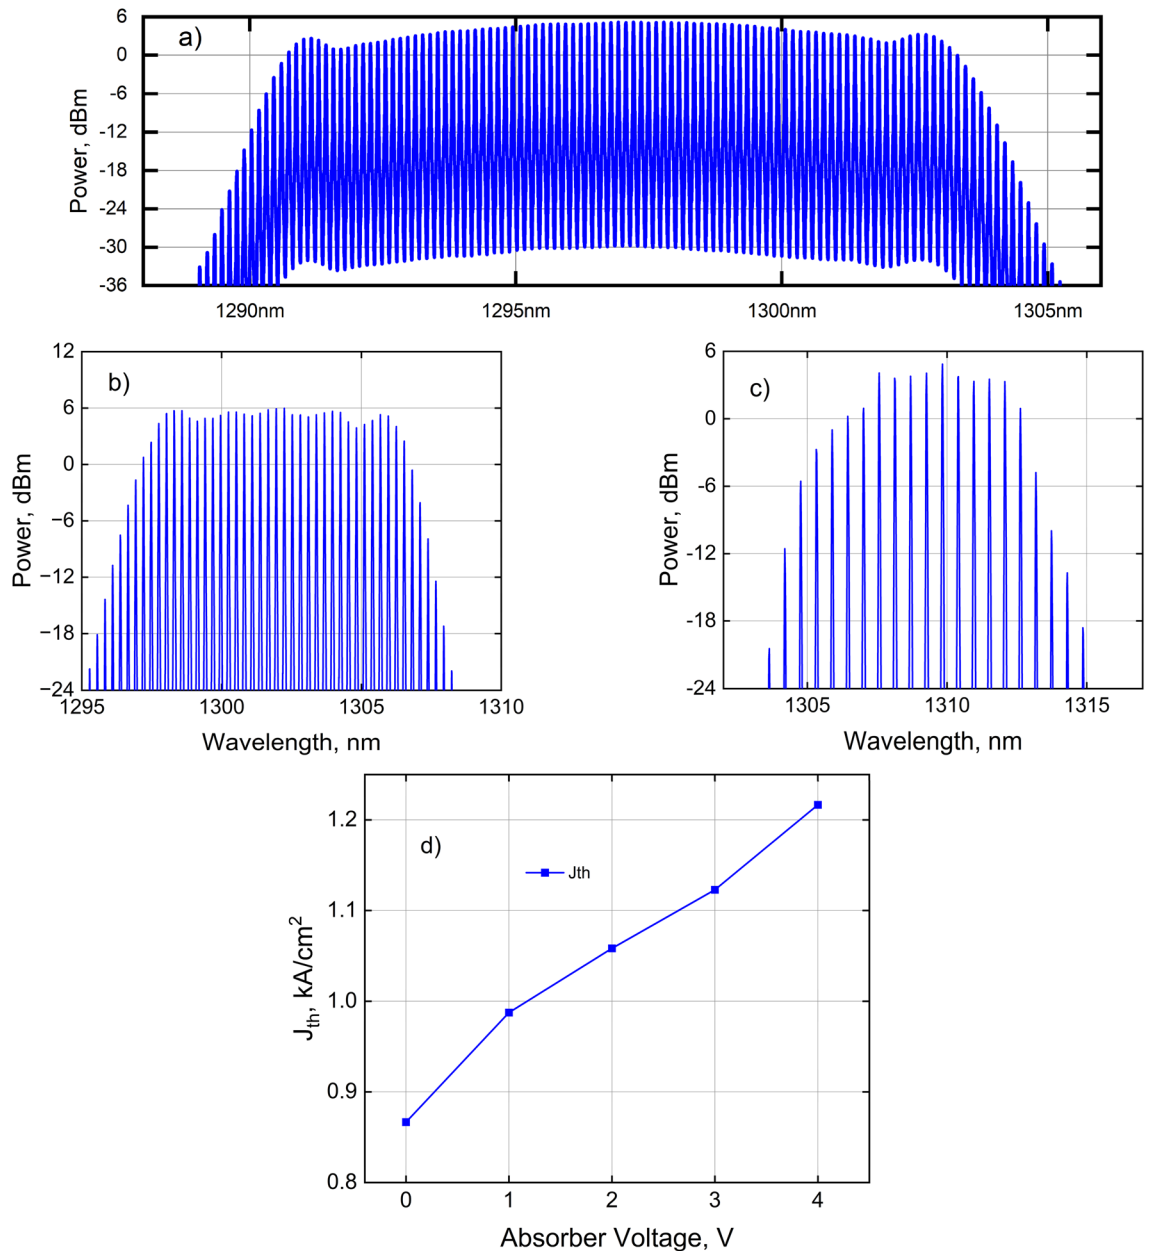 a)
Power, dBm
6
0
-6
-12
-18
-24
-30
-36
1290nm 1295nm 1300nm 1305nm
b)
Power, dBm
12
6
0
−6
−12
−18
−24
1295 1300 1305 1310
Wavelength, nm
c)
Power, dBm
6
0
-6
-12
-18
-24
1305 1310 1315
Wavelength, nm
d)
Jth
J_th, kA/cm²
1.2
1.1
1.0
0.9
0.8
0 1 2 3 4
Absorber Voltage, V